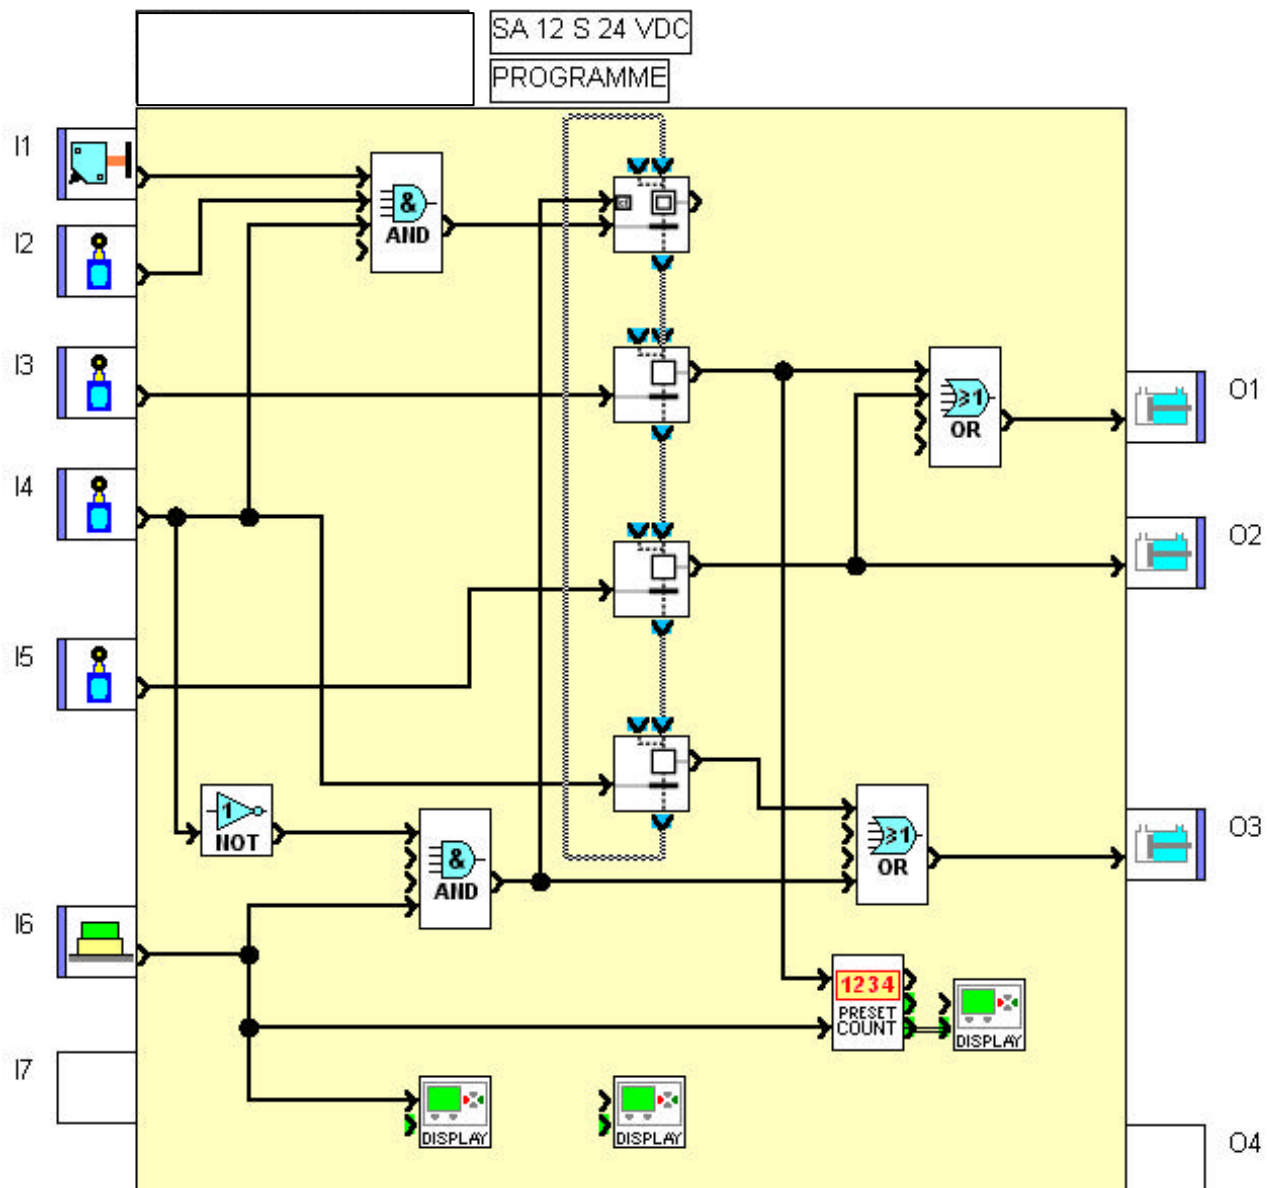 SA 12 S 24 VDC
PROGRAMME
I1
&
AND
I2
I3
≥1
OR
O1
I4
O2
I5
1
NOT
&
AND
≥1
OR
O3
I6
1234
PRESET
COUNT
DISPLAY
I7
DISPLAY
DISPLAY
O4